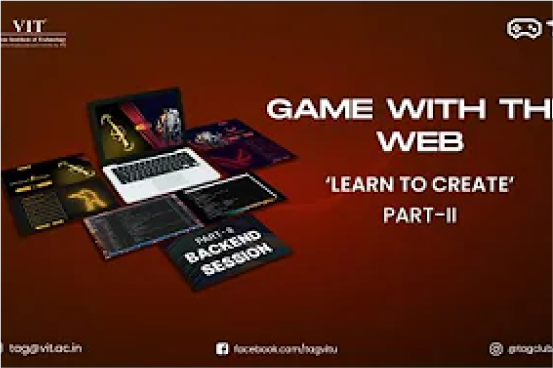 VIT
GAME WITH TH
WEB
'LEARN TO CREATE'
PART-II
PART-II
BACKEND
SESSION
tag@vit.ac.in
facebook.com/tagvitu
@tagclub